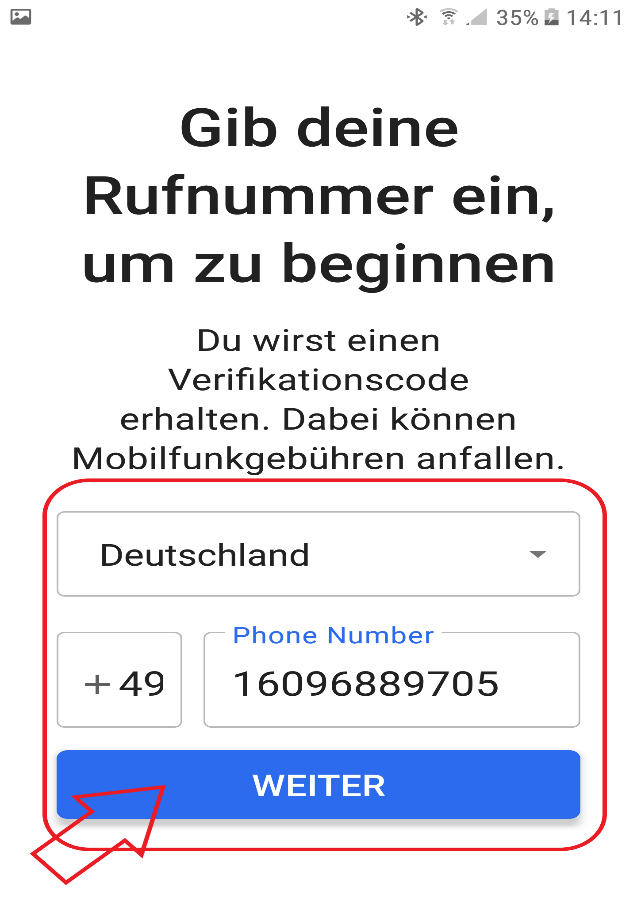 35% 14:11
Gib deine
Rufnummer ein,
um zu beginnen
Du wirst einen
Verifikationscode
erhalten. Dabei können
Mobilfunkgebühren anfallen.
Deutschland
Phone Number
+ 49 16096889705
WEITER